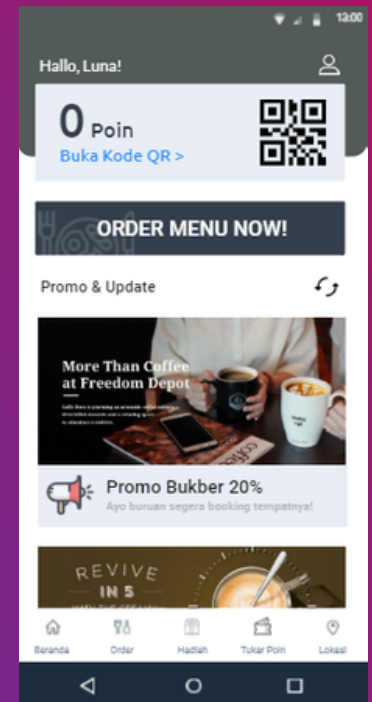 13:00
Hallo, Luna!
0 Poin
Buka Kode QR >
ORDER MENU NOW!
Promo & Update
More Than Coffee
at Freedom Depot
Promo Bukber 20%
Ayo buruan segera booking tempatnya!
REVIVE
IN 5
Beranda Order Hadiah Tukar Poin Lokasi